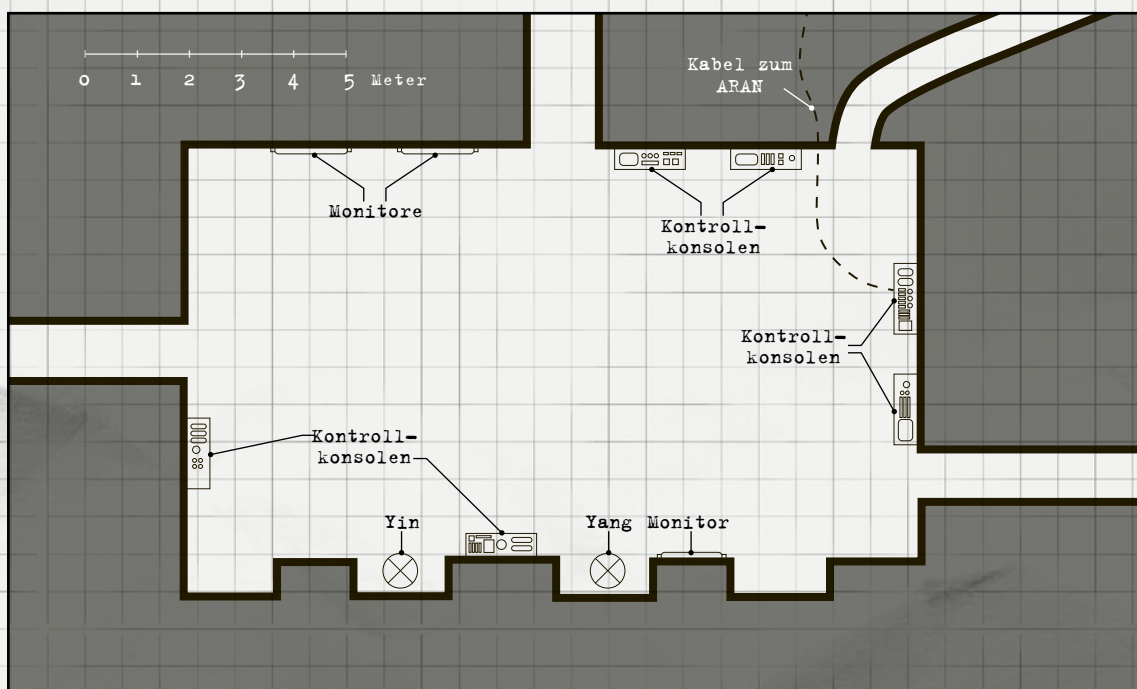 0 1 2 3 4 5 Meter
Kabel zum
ARAN
Monitore
Kontroll-
konsolen
Kontroll-
konsolen
Kontroll-
konsolen
Yin
Yang
Monitor